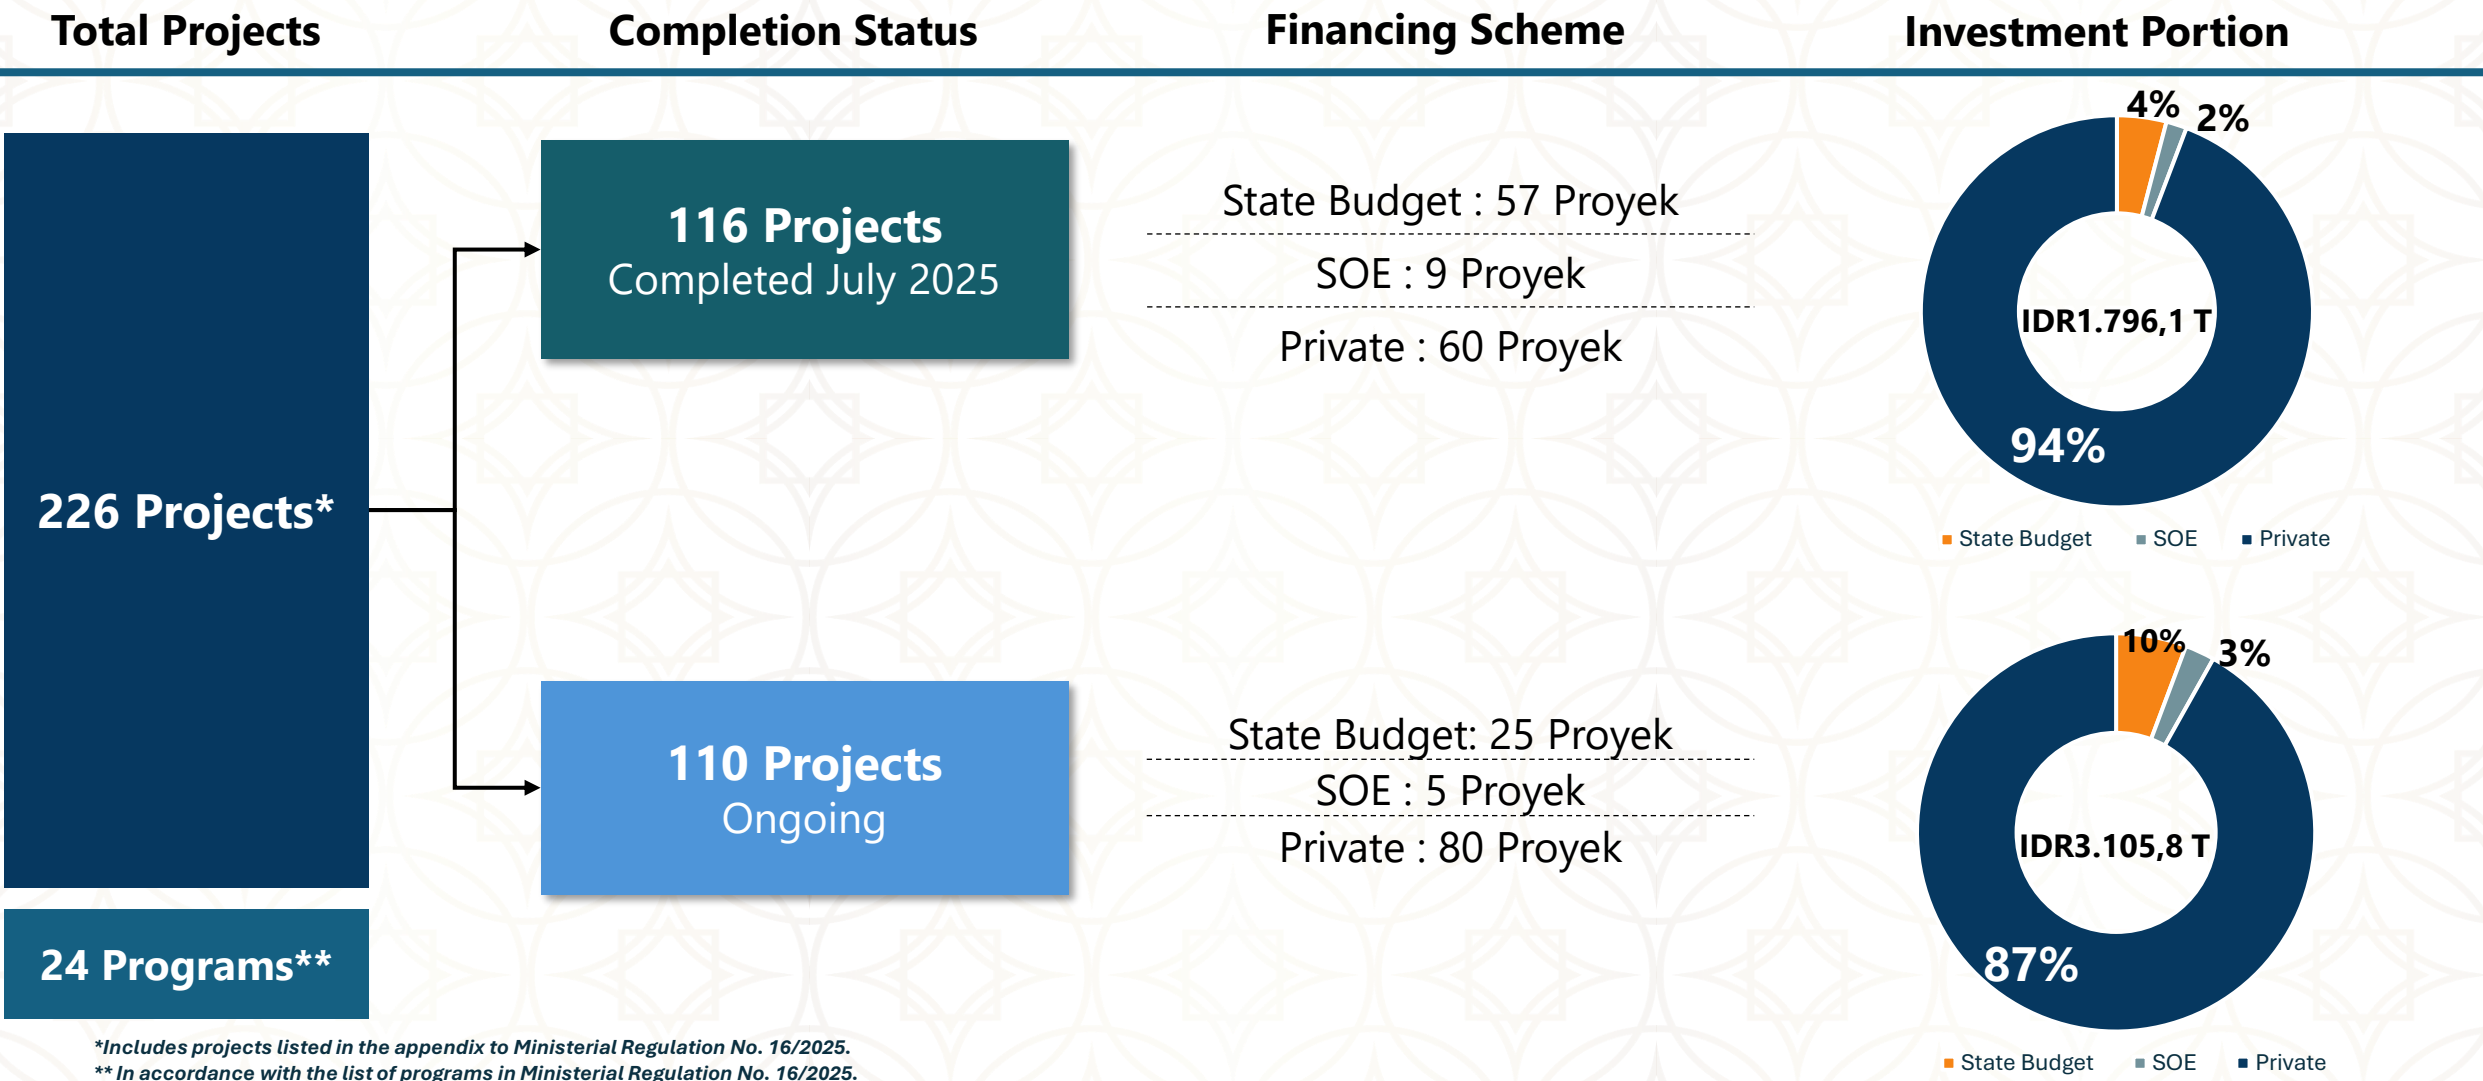 Total Projects
Completion Status
Financing Scheme
Investment Portion
226 Projects*
24 Programs**
116 Projects
Completed July 2025
State Budget : 57 Proyek
SOE : 9 Proyek
Private : 60 Proyek
4%
2%
IDR1.796,1 T
94%
State Budget
SOE
Private
110 Projects
Ongoing
State Budget: 25 Proyek
SOE : 5 Proyek
Private : 80 Proyek
10%
3%
IDR3.105,8 T
87%
State Budget
SOE
Private
*Includes projects listed in the appendix to Ministerial Regulation No. 16/2025.
** In accordance with the list of programs in Ministerial Regulation No. 16/2025.